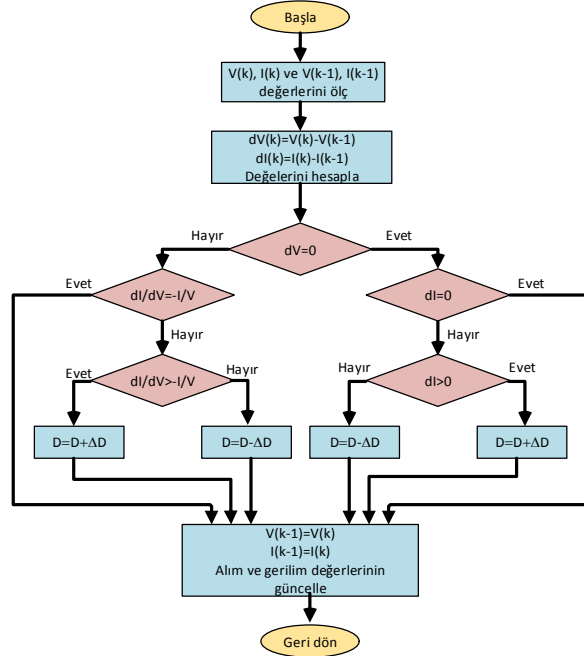 Başla
V(k), I(k) ve V(k-1), I(k-1)
değerlerini ölç
dV(k)=V(k)-V(k-1)
dI(k)=I(k)-I(k-1)
Değelerini hesapla
Hayır
dV=0
Evet
Evet
dI/dV=-I/V
dI=0
Evet
Hayır
Hayır
Evet
dI/dV>-I/V
Hayır
Hayır
dI>0
Evet
D=D+ΔD
D=D-ΔD
D=D-ΔD
D=D+ΔD
V(k-1)=V(k)
I(k-1)=I(k)
Alım ve gerilim değerlerinin
güncelle
Geri dön